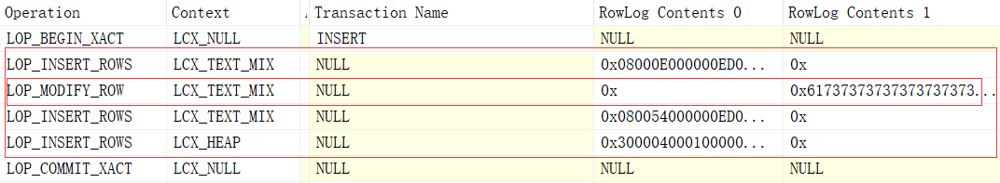 Operation Context Transaction Name RowLog Contents 0 RowLog Contents 1
LOP_BEGIN_XACT LCX_NULL INSERT NULL NULL
LOP_INSERT_ROWS LCX_TEXT_MIX NULL 0x08000E000000ED0... 0x
LOP_MODIFY_ROW LCX_TEXT_MIX NULL 0x 0x61737373737373737373...
LOP_INSERT_ROWS LCX_TEXT_MIX NULL 0x080054000000ED0... 0x
LOP_INSERT_ROWS LCX_HEAP NULL 0x300004000100000... 0x
LOP_COMMIT_XACT LCX_NULL NULL NULL NULL